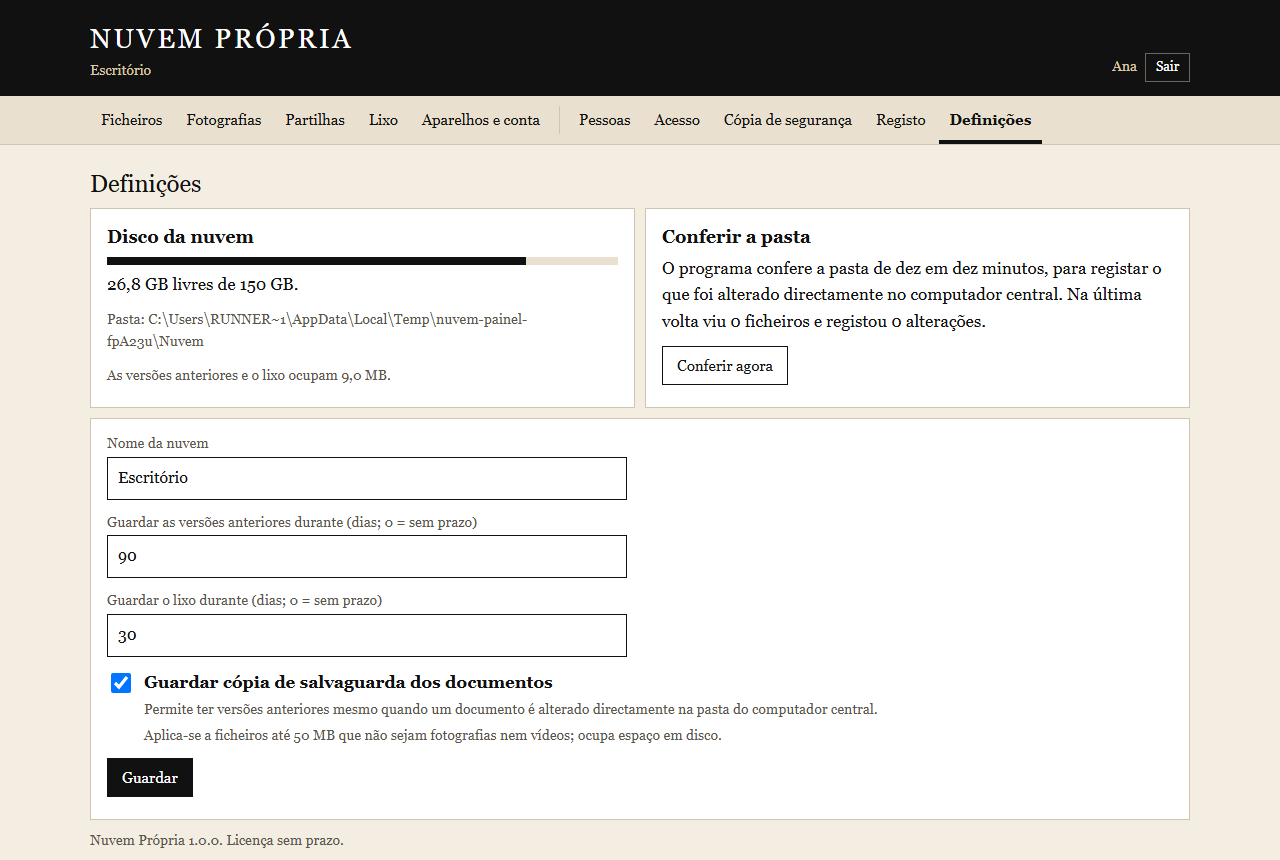 NUVEM PRÓPRIA
Escritório
Ana
Sair
Ficheiros
Fotografias
Partilhas
Lixo
Aparelhos e conta
Pessoas
Acesso
Cópia de segurança
Registo
Definições
Definições
Disco da nuvem
26,8 GB livres de 150 GB.
Pasta: C:\Users\RUNNER~1\AppData\Local\Temp\nuvem-painel-
fpA23u\Nuvem
As versões anteriores e o lixo ocupam 9,0 MB.
Conferir a pasta
O programa confere a pasta de dez em dez minutos, para registar o
que foi alterado directamente no computador central. Na última
volta viu 0 ficheiros e registou 0 alterações.
Conferir agora
Nome da nuvem
Escritório
Guardar as versões anteriores durante (dias; 0 = sem prazo)
90
Guardar o lixo durante (dias; 0 = sem prazo)
30
Guardar cópia de salvaguarda dos documentos
Permite ter versões anteriores mesmo quando um documento é alterado directamente na pasta do computador central.
Aplica-se a ficheiros até 50 MB que não sejam fotografias nem vídeos; ocupa espaço em disco.
Guardar
Nuvem Própria 1.0.0. Licença sem prazo.